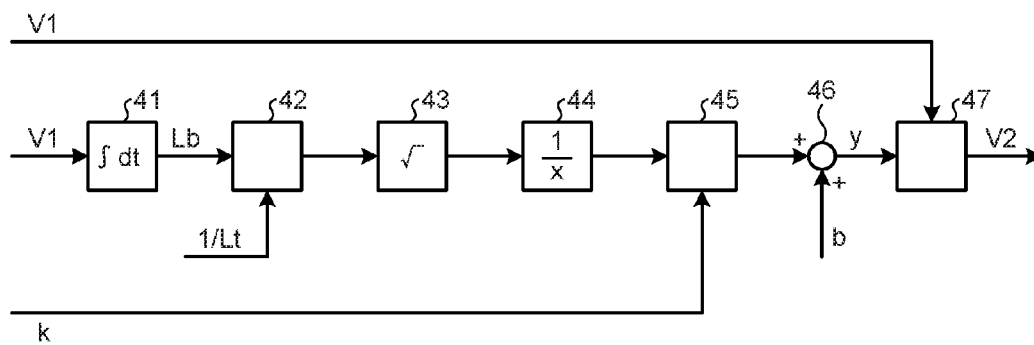 V1
41 42 43 44 45 46 47
V1 ∫ dt Lb √ 1/x + y V2
+
1/Lt b
k